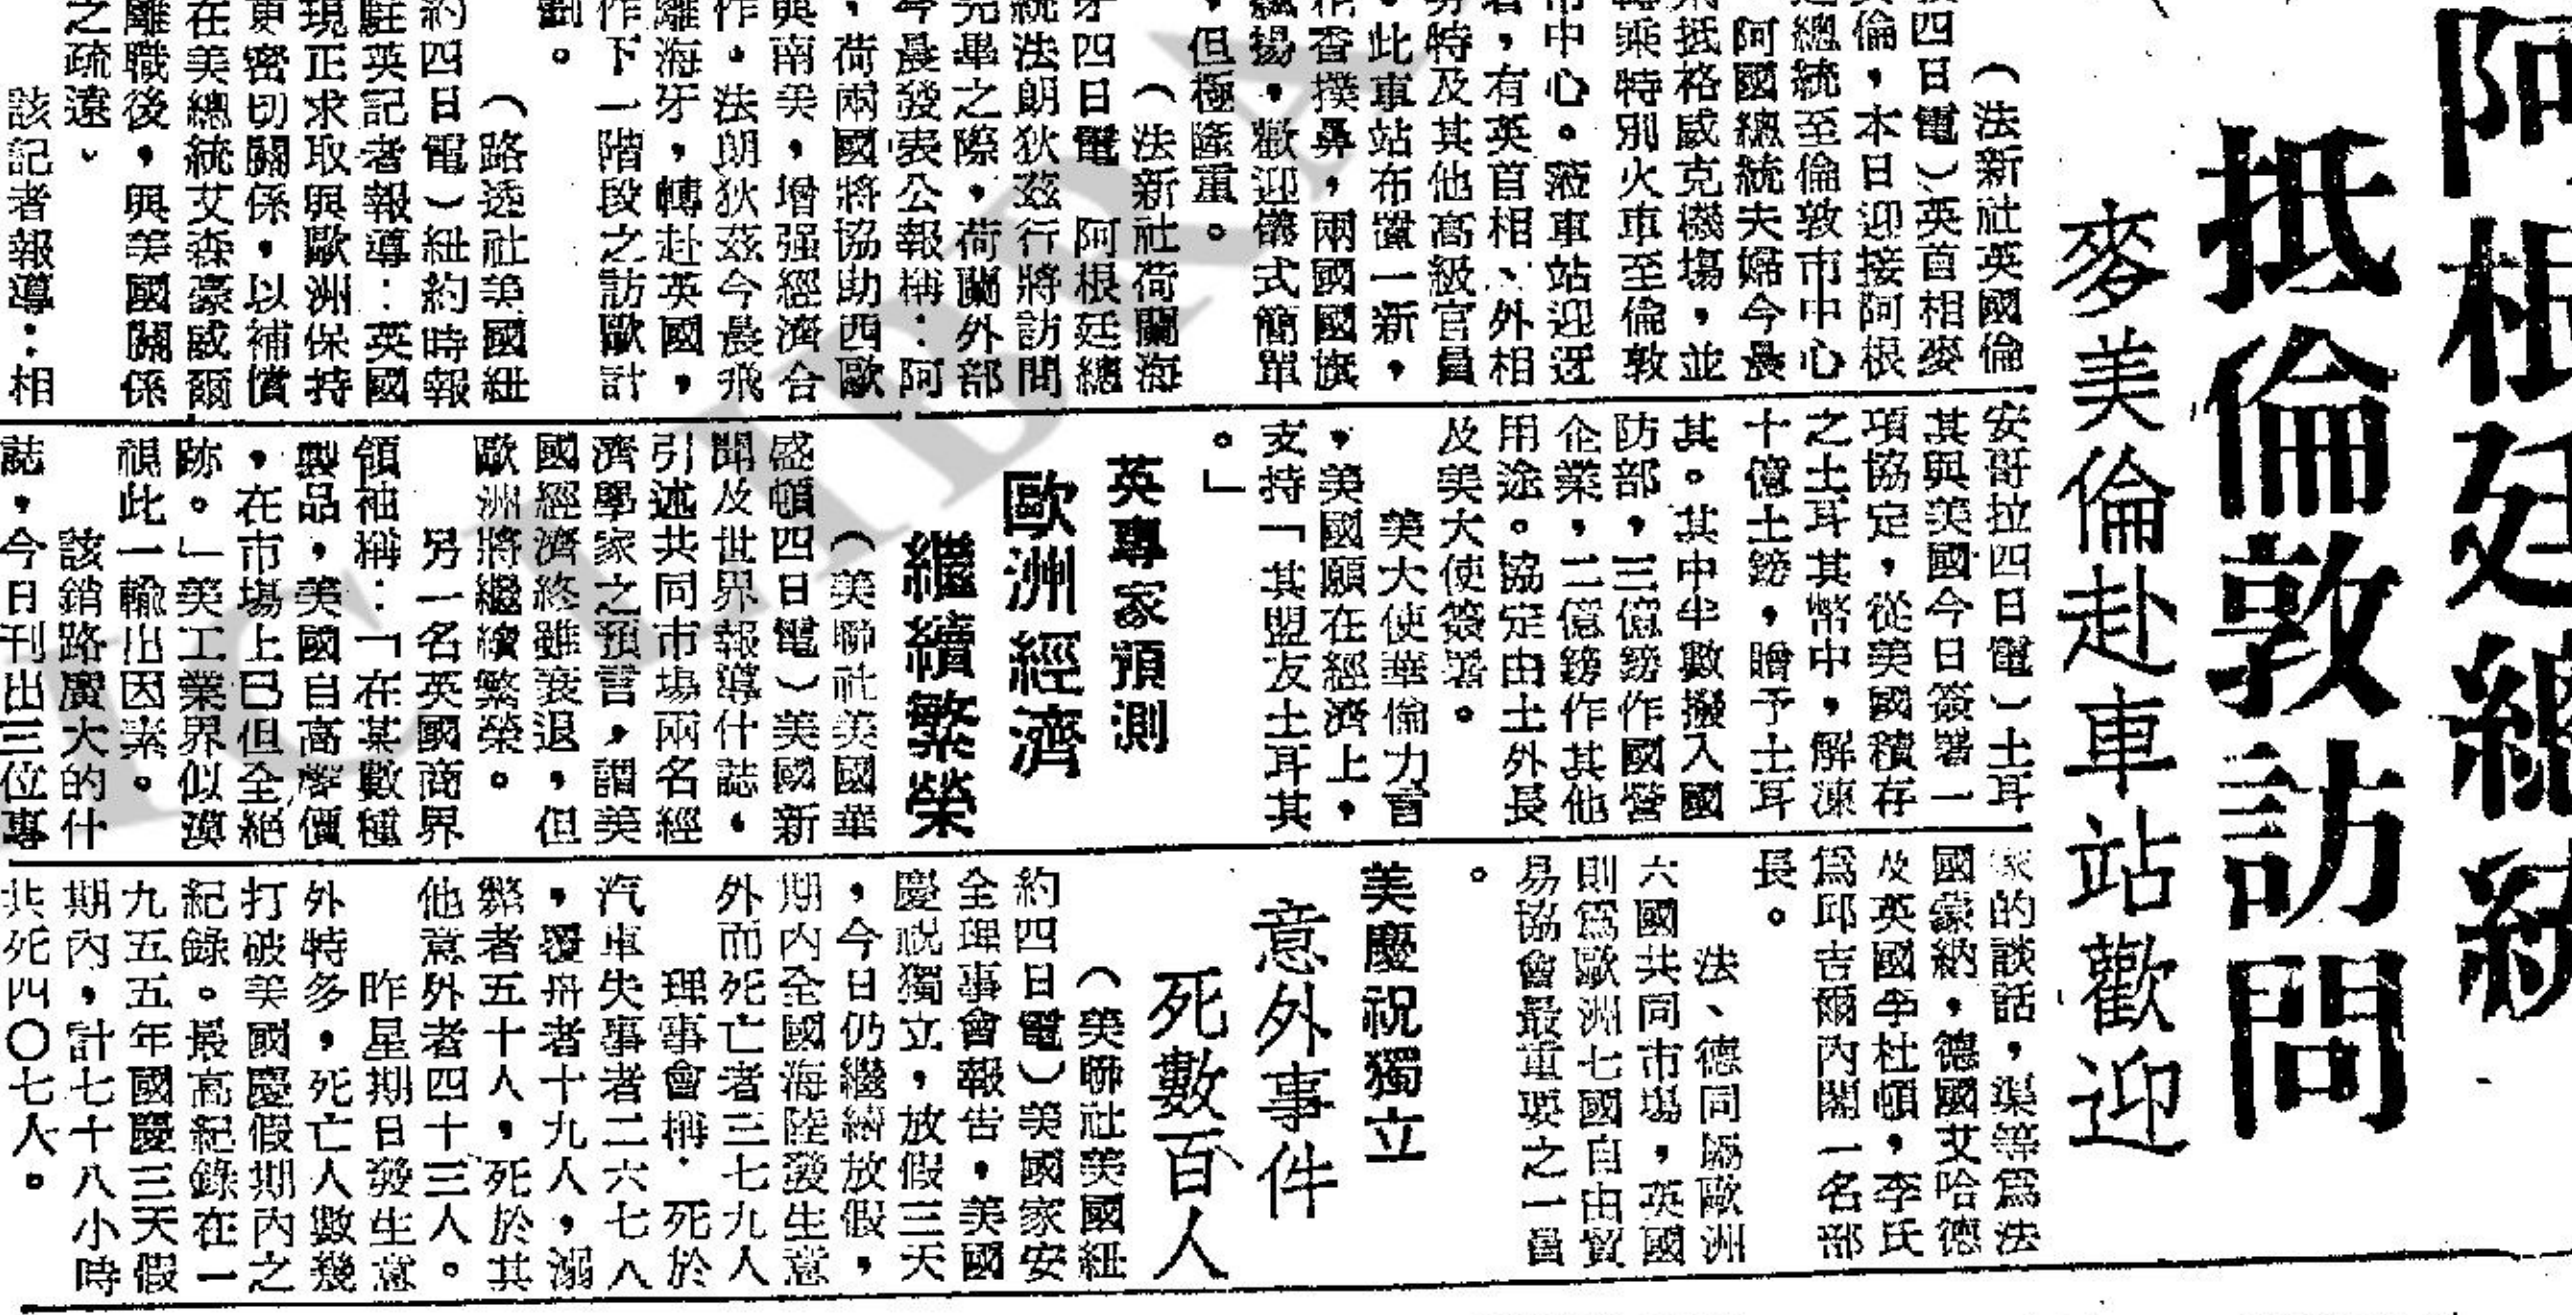 阿根廷總統
抵倫敦訪問
麥美倫赴車站歡迎
（法新社英國倫
四日電）英首相麥
倫，本日迎接阿根
總統至倫敦市中心
阿國總統夫婦今晨
抵格威克機場，並
乘特別火車至倫敦
市中心。蒞車站迎迓
，有英首相、外相
特及其他高級官員
。此車站布置一新，
香撲鼻，兩國國旗
飄揚，歡迎儀式簡單
，但極隆重。
（法新社荷蘭海
牙四日電）阿根廷總
統法朗狄茲行將訪問
完畢之際，荷蘭外部
今晨發表公報稱：阿
、荷兩國將協助西歐
與南美，增强經濟合
作。法朗狄茲今晨飛
離海牙，轉赴英國，
作下一階段之訪歐計
劃。
（路透社美國紐
約四日電）紐約時報
駐英記者報導：英國
現正求取與歐洲保持
更密切關係，以補償
在美總統艾森豪威爾
離職後，與美國關係
之疏遠。
該記者報導：相
安哥拉四日電）土耳
其與美國今日簽署一
項協定，從美國積存
之土耳其幣中，解凍
十億土鎊，贈予土耳
其。其中半數撥入國
防部，三億鎊作國營
企業，二億鎊作其他
用途。協定由土外長
及美大使簽署。
美大使華倫力言
，美國願在經濟上，
支持「其盟友土耳其
。」
英專家預測
歐洲經濟
繼續繁榮
（美聯社美國華
盛頓四日電）美國新
聞及世界報導什誌，
引述共同市場兩名經
濟學家之預言，謂美
國經濟終雖衰退，但
歐洲將繼續繁榮。
另一名英國商界
領袖稱：「在某數種
製品，美國自高擡價
，在市場上已但全絕
跡。」美工業界似漠
視此一輸出因素。
該銷路廣大的什
誌，今日刊出三位專
家的談話，渠等爲法
國蒙納，德國艾哈德
及英國李杜頓，李氏
爲邱吉爾內閣一名部
長。
法、德同屬歐洲
六國共同市場，英國
則爲歐洲七國自由貿
易協會最重要之一員
。
美慶祝獨立
意外事件
死數百人
（美聯社美國紐
約四日電）美國家安
全理事會報告，美國
慶祝獨立，放假三天
，今日仍繼續放假，
期內全國海陸發生意
外而死亡者三七九人
理事會稱．死於
汽車失事者二六七八
，覆舟者十九人，溺
斃者五十人，死於其
他意外者四十三人。
昨星期日發生意
外特多，死亡人數幾
打破美國慶假期內之
紀錄。最高紀錄在一
九五五年國慶三天假
期內，計七十八小時
共死四〇七人。